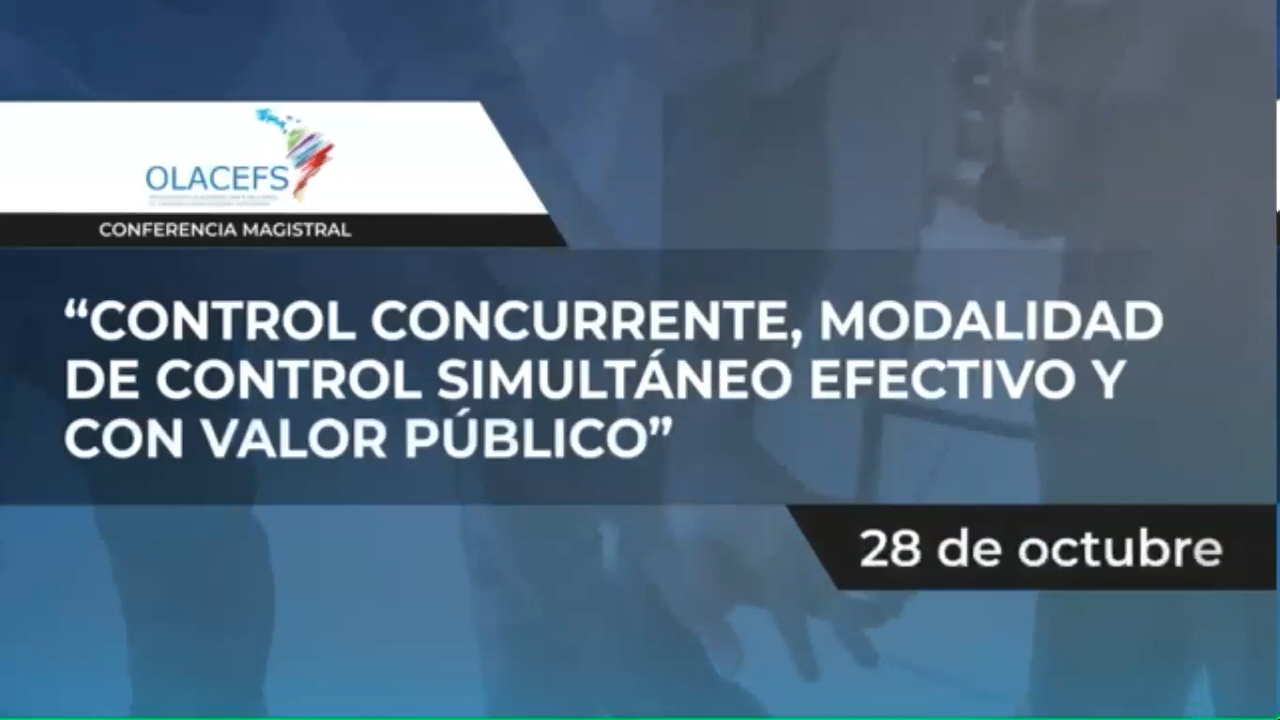 OLACEFS
CONFERENCIA MAGISTRAL
“CONTROL CONCURRENTE, MODALIDAD
DE CONTROL SIMULTÁNEO EFECTIVO Y
CON VALOR PÚBLICO”
28 de octubre